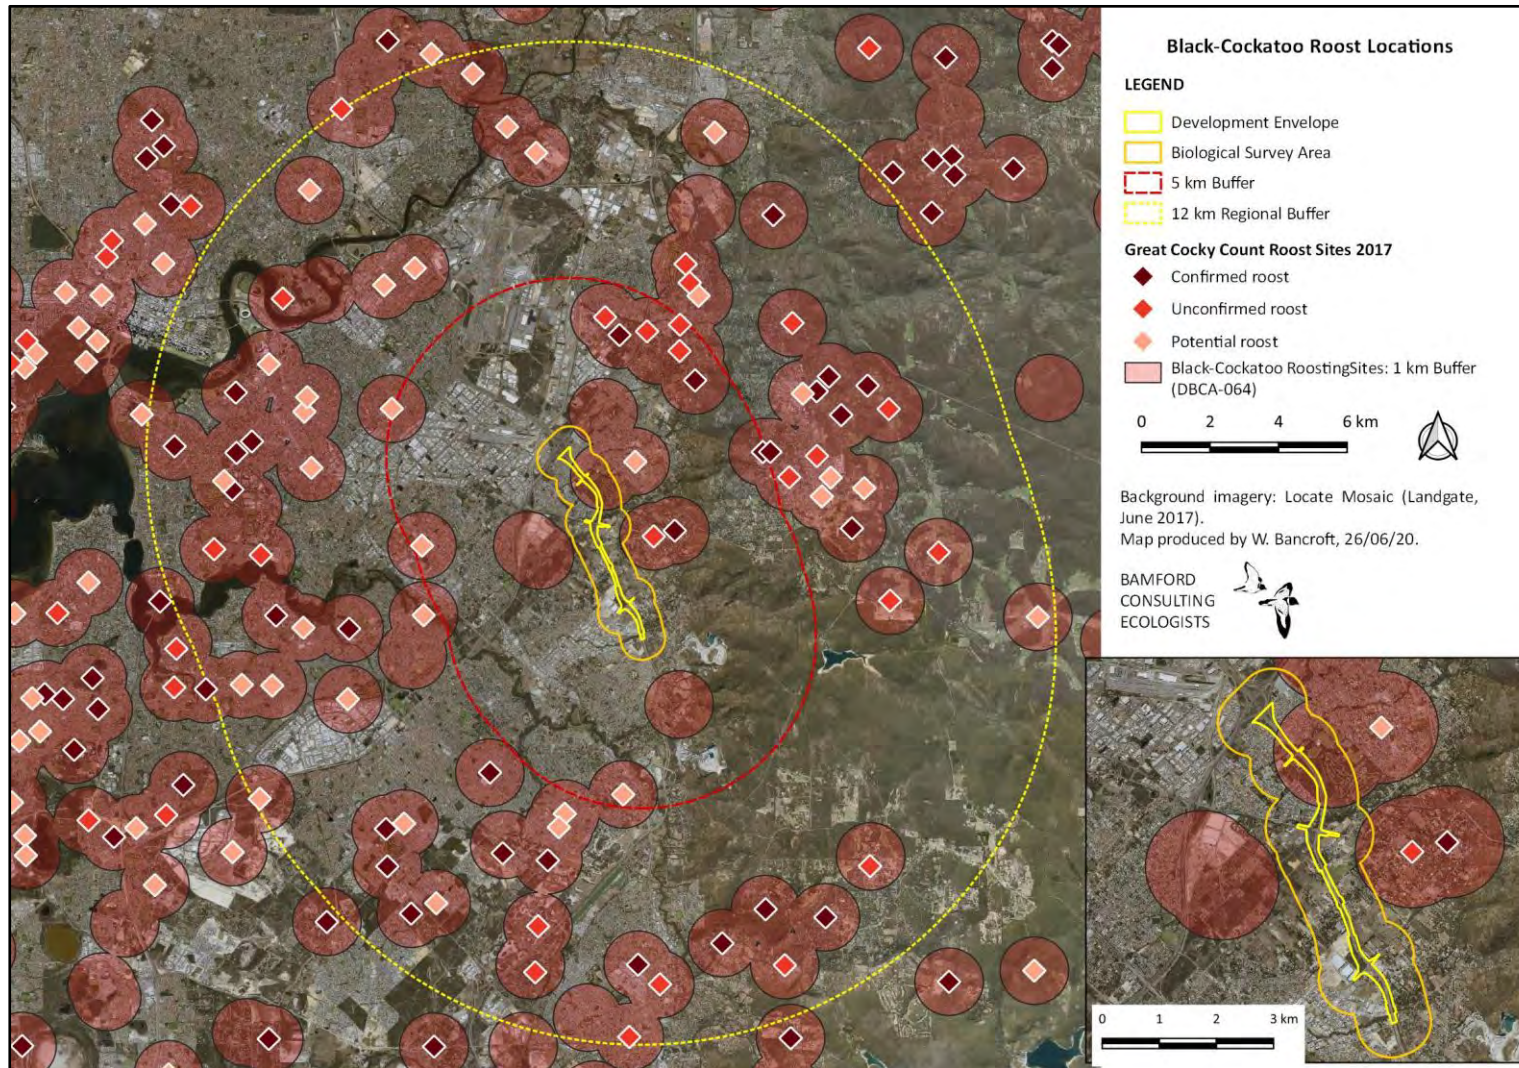 Black-Cockatoo Roost Locations
LEGEND
Development Envelope
Biological Survey Area
5 km Buffer
12 km Regional Buffer
Great Cocky Count Roost Sites 2017
Confirmed roost
Unconfirmed roost
Potential roost
Black-Cockatoo RoostingSites: 1 km Buffer
(DBCA-064)
0 2 4 6 km
Background imagery: Locate Mosaic (Landgate,
June 2017).
Map produced by W. Bancroft, 26/06/20.
BAMFORD
CONSULTING
ECOLOGISTS
0 1 2 3 km